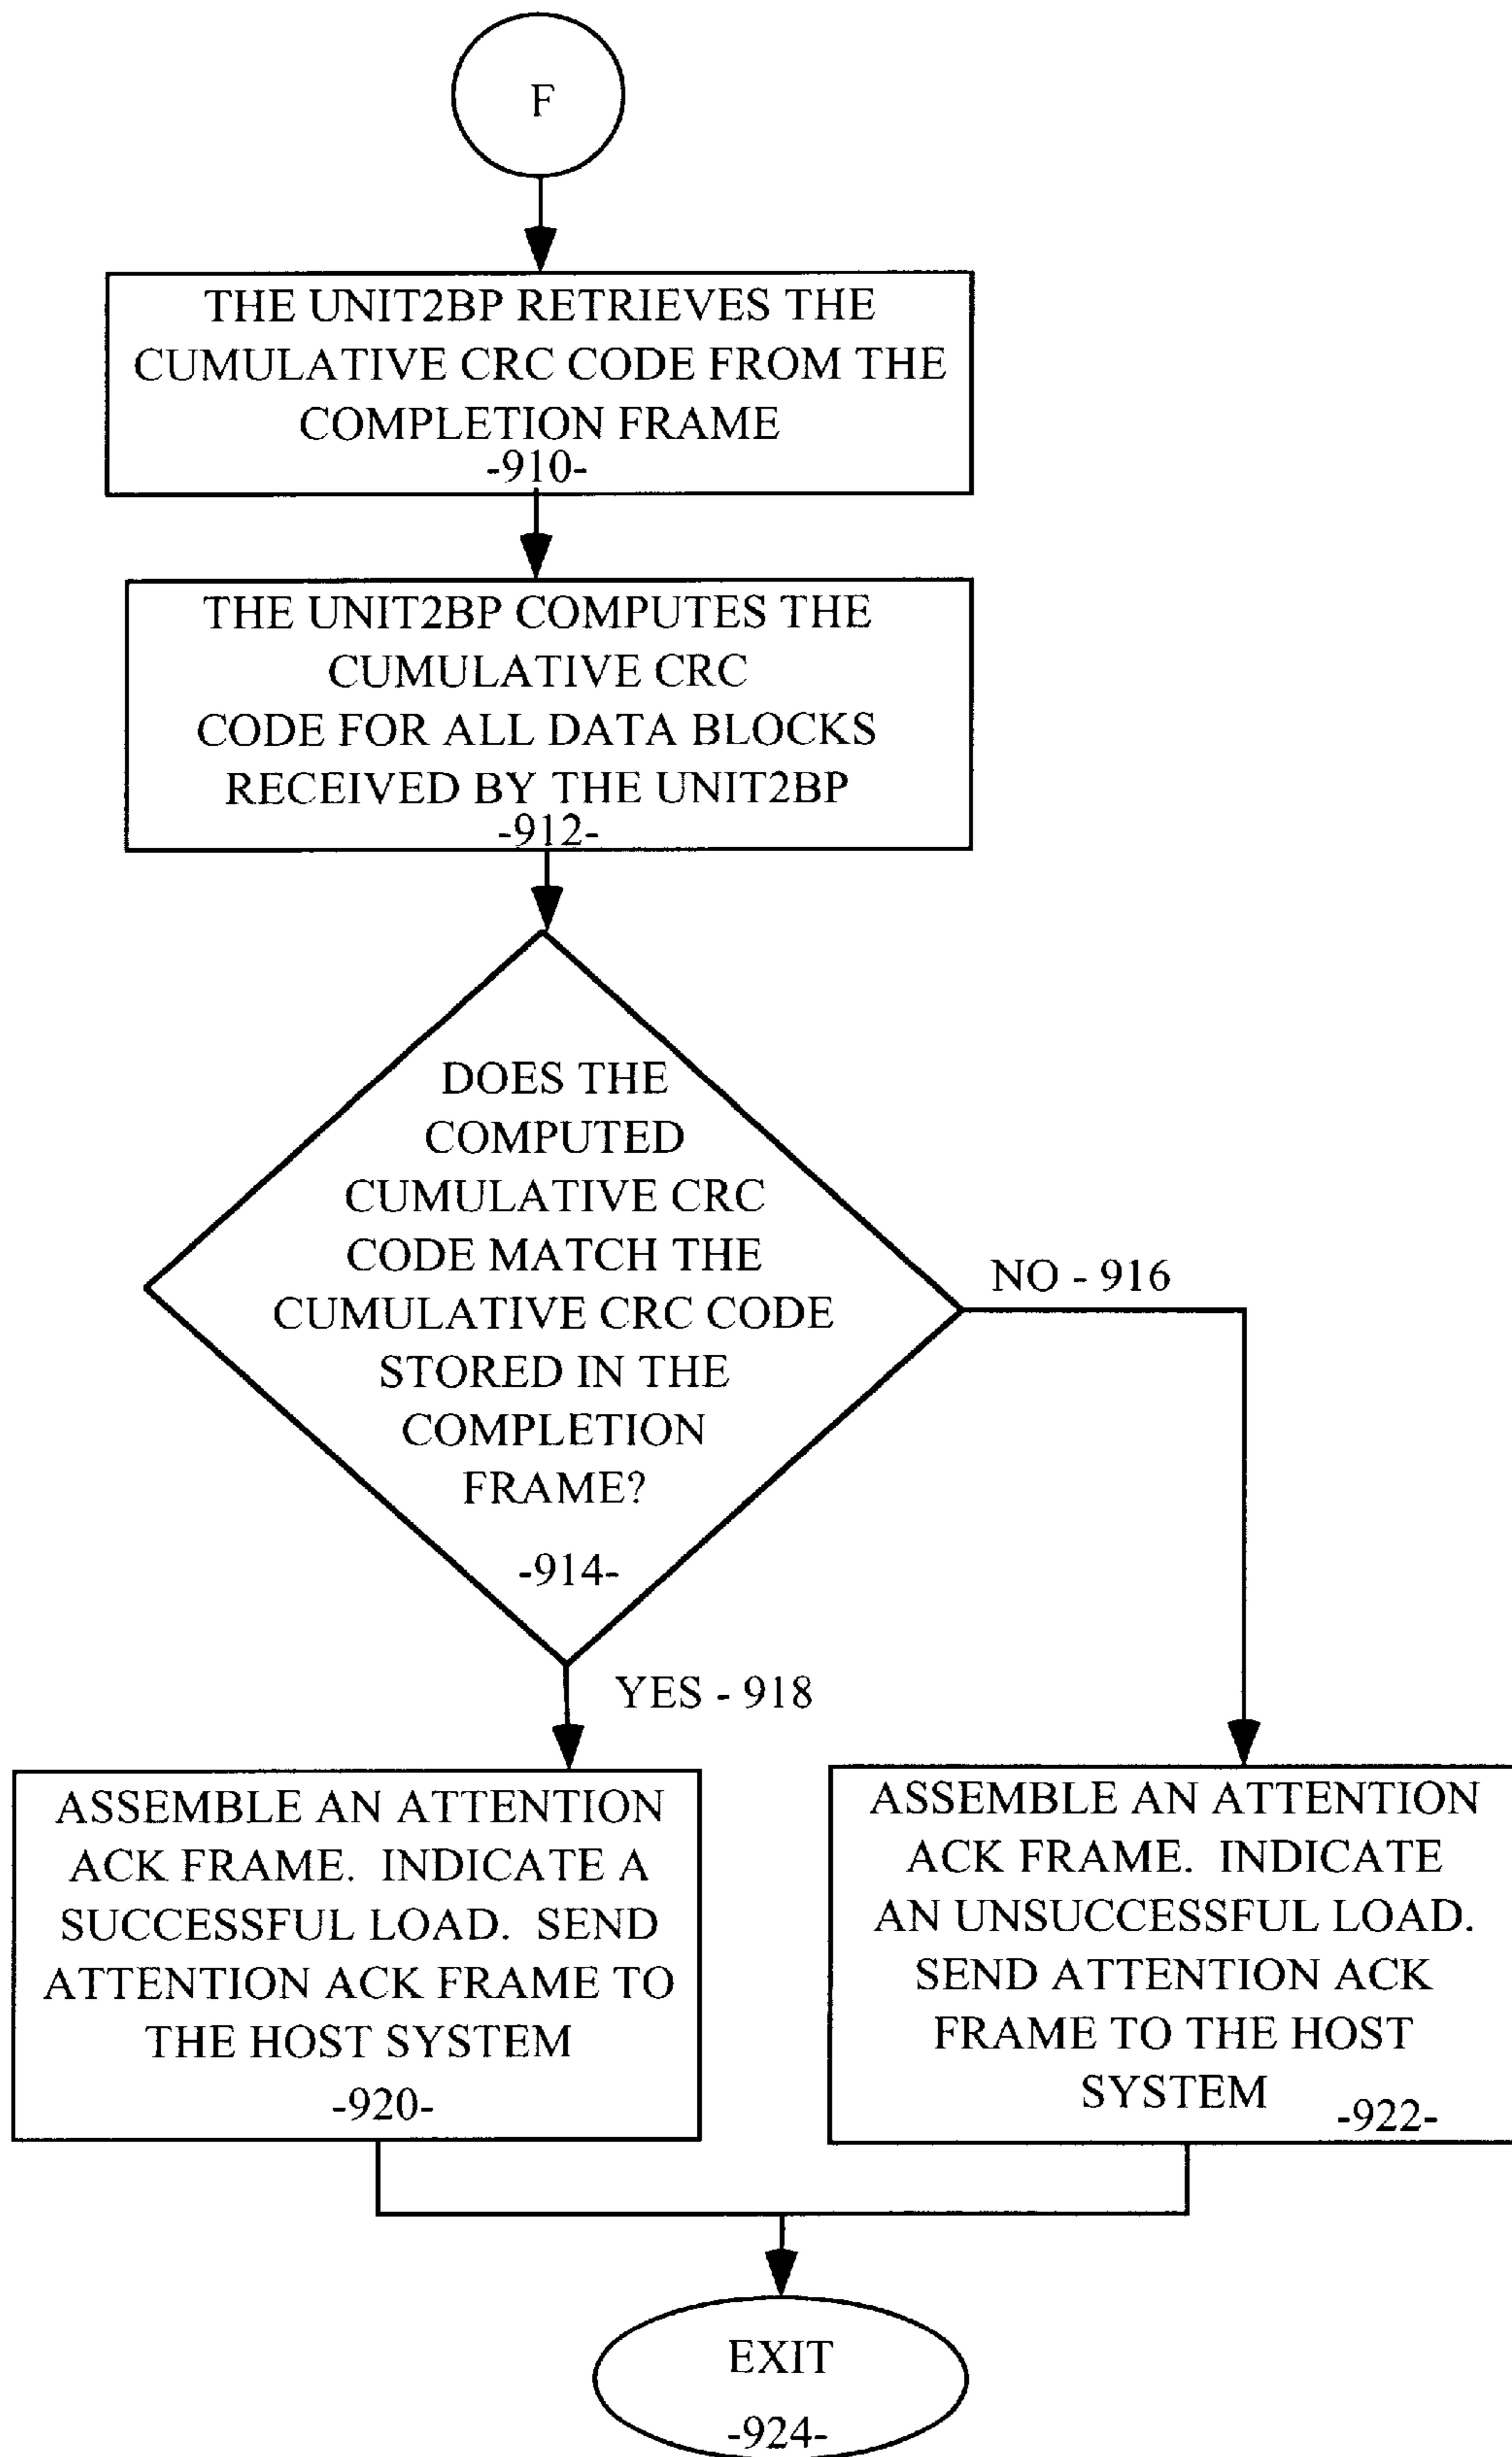 F
THE UNIT2BP RETRIEVES THE
CUMULATIVE CRC CODE FROM THE
COMPLETION FRAME
-910-
THE UNIT2BP COMPUTES THE
CUMULATIVE CRC
CODE FOR ALL DATA BLOCKS
RECEIVED BY THE UNIT2BP
-912-
DOES THE
COMPUTED
CUMULATIVE CRC
CODE MATCH THE
CUMULATIVE CRC CODE
STORED IN THE
COMPLETION
FRAME?
-914-
NO - 916
YES - 918
ASSEMBLE AN ATTENTION
ACK FRAME. INDICATE A
SUCCESSFUL LOAD. SEND
ATTENTION ACK FRAME TO
THE HOST SYSTEM
-920-
ASSEMBLE AN ATTENTION
ACK FRAME. INDICATE
AN UNSUCCESSFUL LOAD.
SEND ATTENTION ACK
FRAME TO THE HOST
SYSTEM
-922-
EXIT
-924-